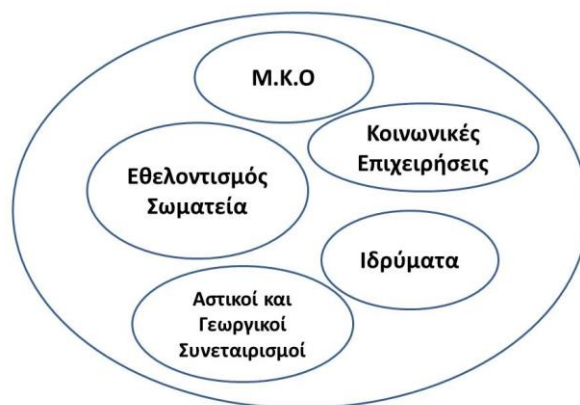 Μ.Κ.Ο
Κοινωνικές
Επιχειρήσεις
Εθελοντισμός
Σωματεία
Ιδρύματα
Αστικοί και
Γεωργικοί
Συνεταιρισμοί